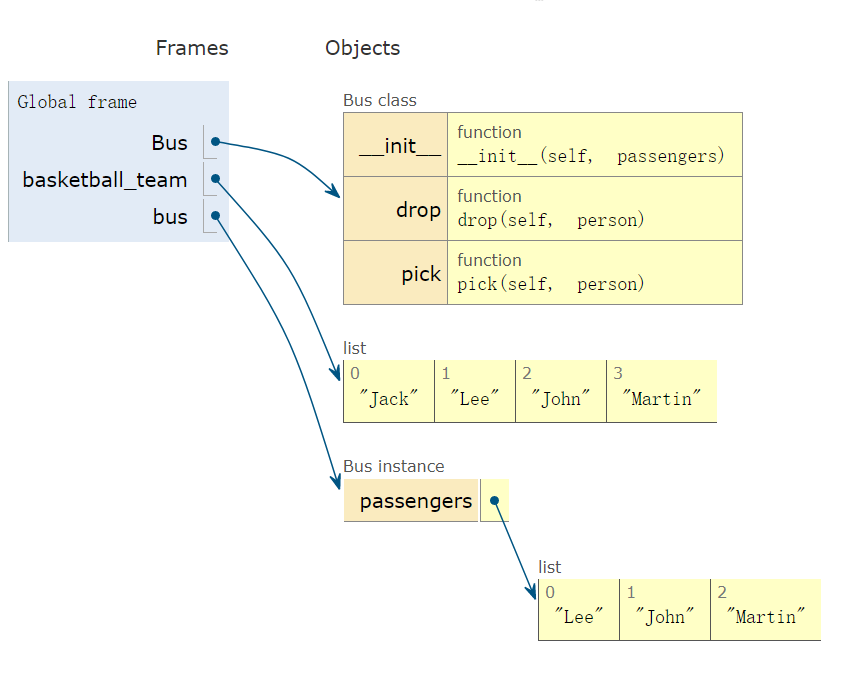 Frames Objects
Global frame
Bus
basketball_team
bus
Bus class
__init__
function
__init__(self, passengers)
drop
function
drop(self, person)
pick
function
pick(self, person)
list
0 1 2 3
"Jack" "Lee" "John" "Martin"
Bus instance
passengers
list
0 1 2
"Lee" "John" "Martin"